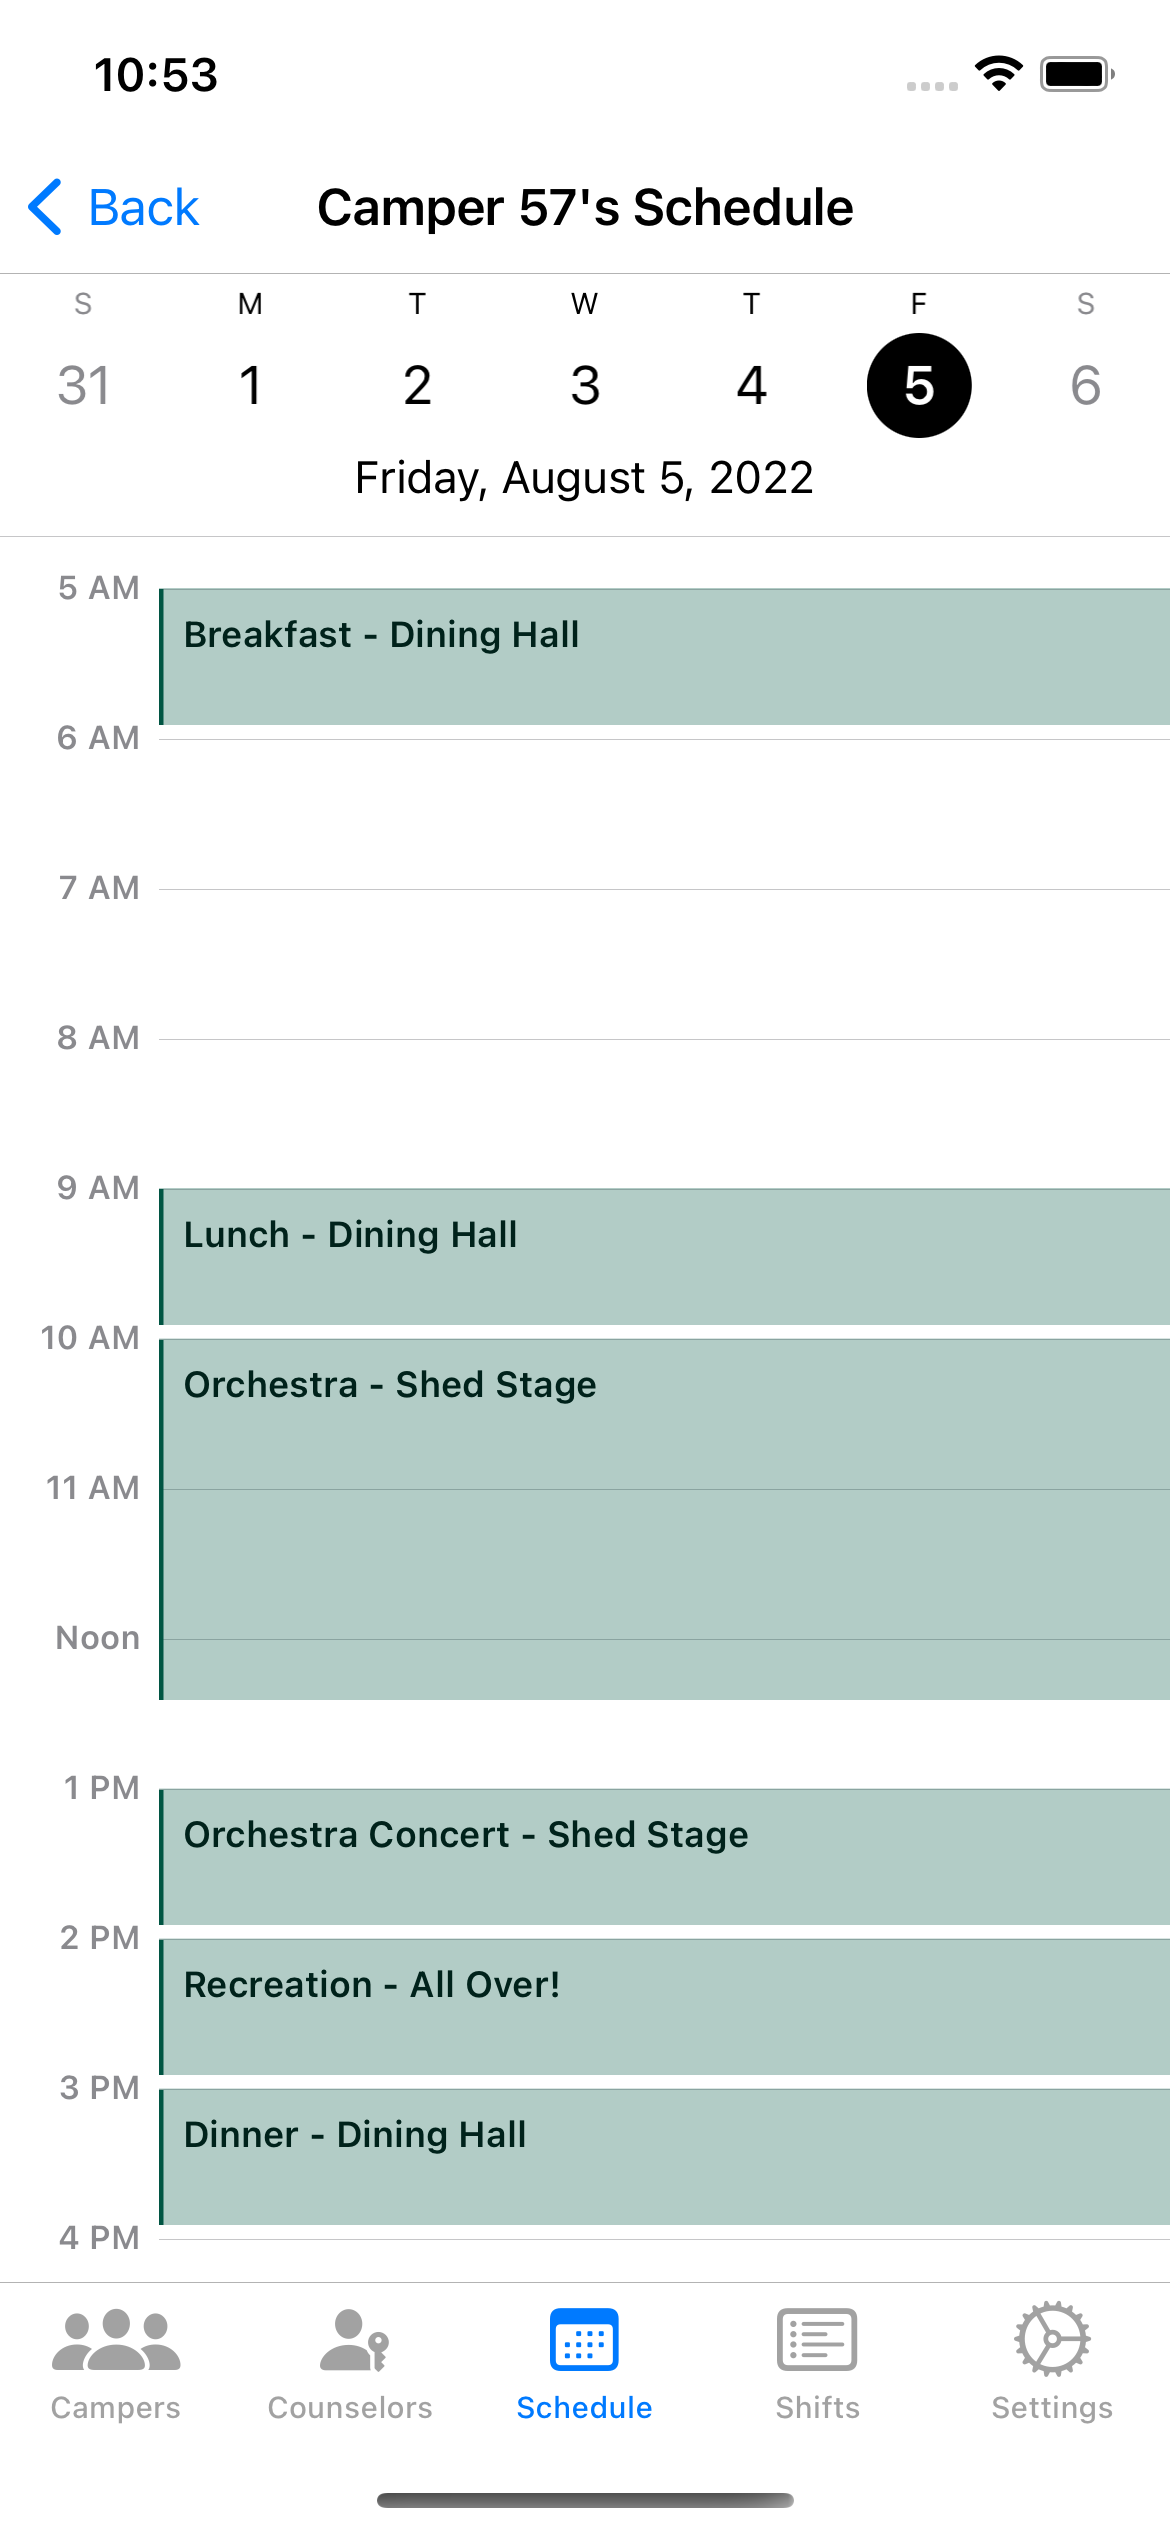 10:53
Back
Camper 57's Schedule
S M T W T F S
31 1 2 3 4 5 6
Friday, August 5, 2022
5 AM
Breakfast - Dining Hall
6 AM
7 AM
8 AM
9 AM
Lunch - Dining Hall
10 AM
Orchestra - Shed Stage
11 AM
Noon
1 PM
Orchestra Concert - Shed Stage
2 PM
Recreation - All Over!
3 PM
Dinner - Dining Hall
4 PM
Campers Counselors Schedule Shifts Settings